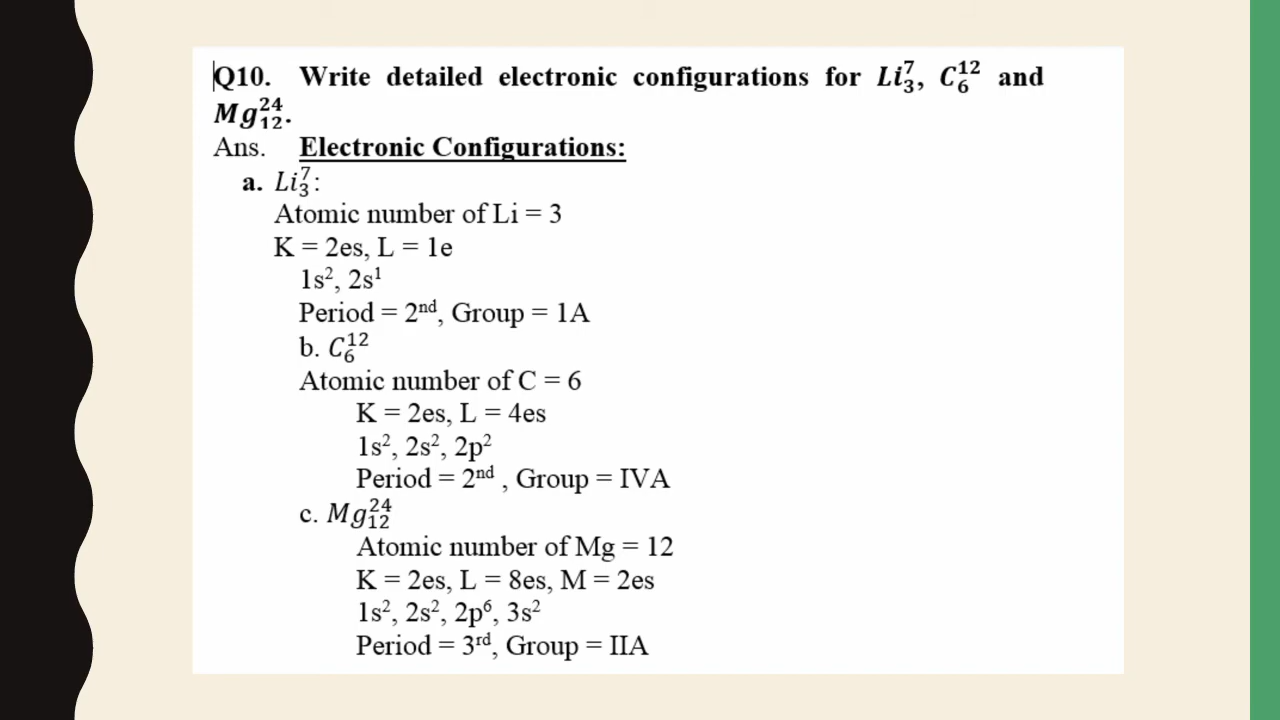 Q10. Write detailed electronic configurations for Li₃⁷, C₆¹² and
Mg₁₂²⁴.
Ans. Electronic Configurations:
a. Li₃⁷:
Atomic number of Li = 3
K = 2es, L = 1e
1s², 2s¹
Period = 2ⁿᵈ, Group = 1A
b. C₆¹²
Atomic number of C = 6
K = 2es, L = 4es
1s², 2s², 2p²
Period = 2ⁿᵈ , Group = IVA
c. Mg₁₂²⁴
Atomic number of Mg = 12
K = 2es, L = 8es, M = 2es
1s², 2s², 2p⁶, 3s²
Period = 3ʳᵈ, Group = IIA